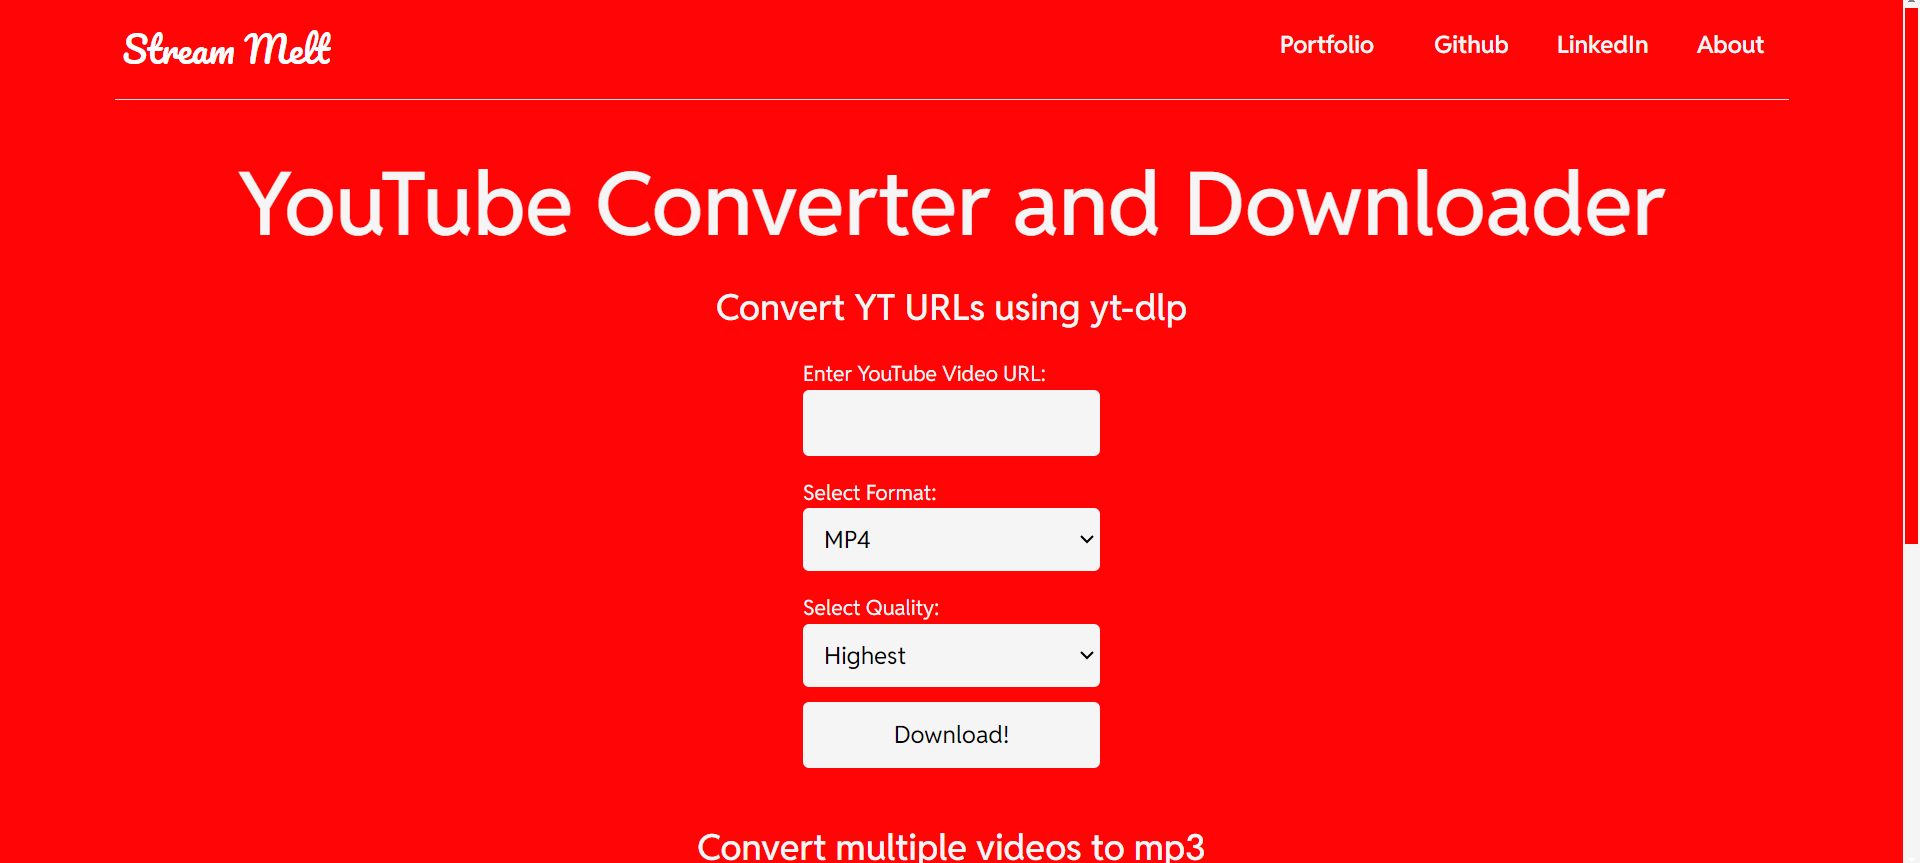 Stream Melt
Portfolio Github LinkedIn About
YouTube Converter and Downloader
Convert YT URLs using yt-dlp
Enter YouTube Video URL:
Select Format:
MP4
Select Quality:
Highest
Download!
Convert multiple videos to mp3